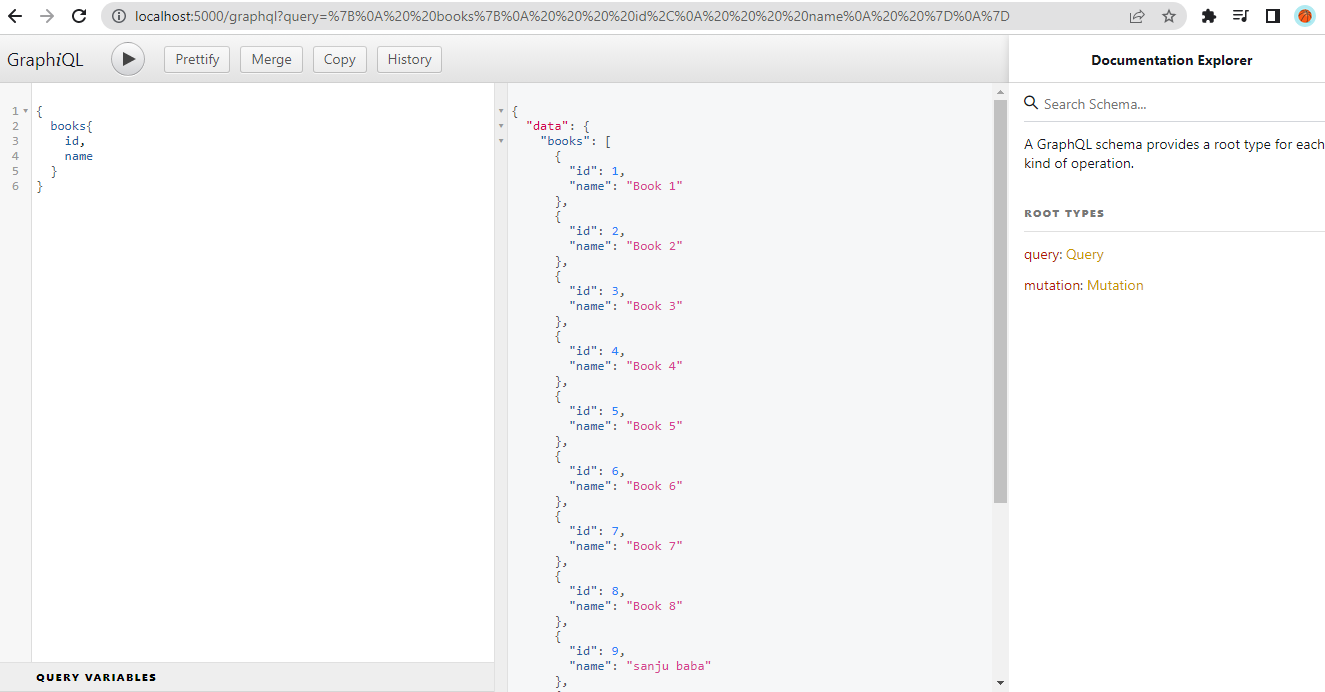 localhost:5000/graphql?query=%7B%0A%20%20books%7B%0A%20%20%20%20id%2C%0A%20%20%20%20name%0A%20%20%7D%0A%7D
GraphiQL
Prettify
Merge
Copy
History
Documentation Explorer
1 {
2 books{
3 id,
4 name
5 }
6 }
QUERY VARIABLES
{
"data": {
"books": [
{
"id": 1,
"name": "Book 1"
},
{
"id": 2,
"name": "Book 2"
},
{
"id": 3,
"name": "Book 3"
},
{
"id": 4,
"name": "Book 4"
},
{
"id": 5,
"name": "Book 5"
},
{
"id": 6,
"name": "Book 6"
},
{
"id": 7,
"name": "Book 7"
},
{
"id": 8,
"name": "Book 8"
},
{
"id": 9,
"name": "sanju baba"
},
Search Schema...
A GraphQL schema provides a root type for each
kind of operation.
ROOT TYPES
query: Query
mutation: Mutation